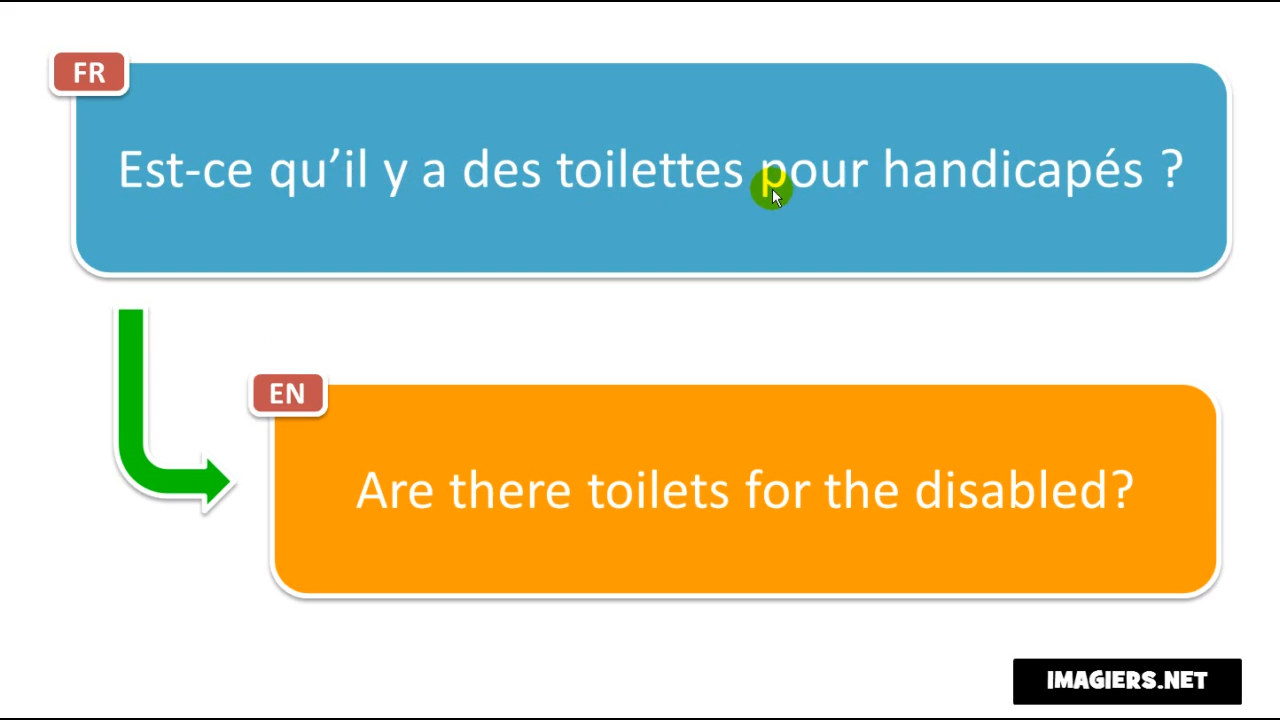 FR
Est-ce qu’il y a des toilettes pour handicapés ?
EN
Are there toilets for the disabled?
IMAGIERS.NET